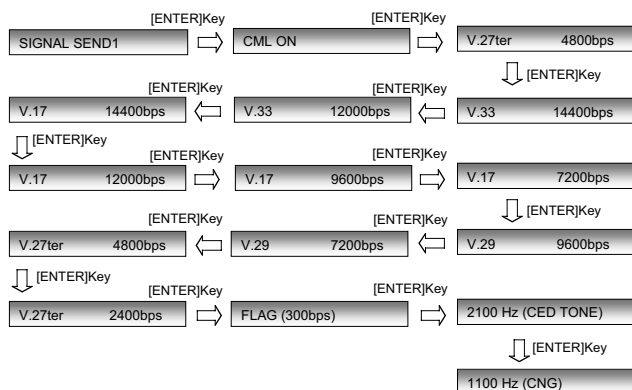 [ENTER]Key [ENTER]Key
SIGNAL SEND1 CML ON V.27ter 4800bps
[ENTER]Key
[ENTER]Key [ENTER]Key
V.17 14400bps V.33 12000bps V.33 14400bps
[ENTER]Key
[ENTER]Key [ENTER]Key
V.17 12000bps V.17 9600bps V.17 7200bps
[ENTER]Key
[ENTER]Key [ENTER]Key
V.27ter 4800bps V.29 7200bps V.29 9600bps
[ENTER]Key
[ENTER]Key [ENTER]Key
V.27ter 2400bps FLAG (300bps) 2100 Hz (CED TONE)
[ENTER]Key
1100 Hz (CNG)